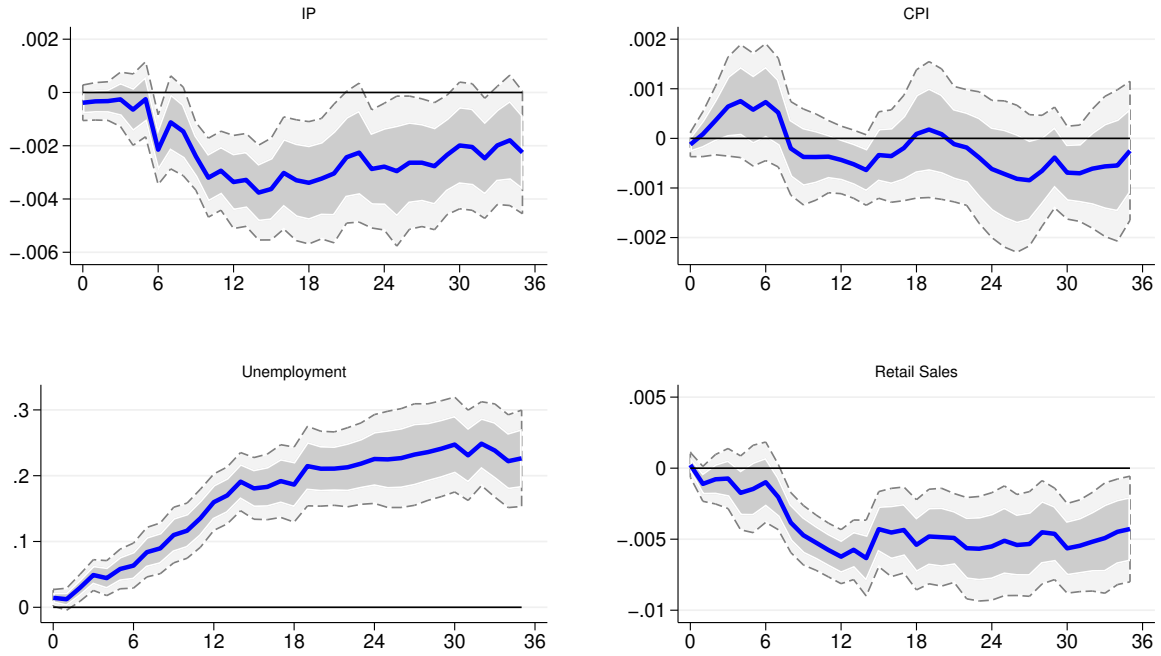 IP
.002
0
−.002
−.004
−.006
0 6 12 18 24 30 36
CPI
.002
.001
0
−.001
−.002
0 6 12 18 24 30 36
Unemployment
.3
.2
.1
0
0 6 12 18 24 30 36
Retail Sales
.005
0
−.005
−.01
0 6 12 18 24 30 36